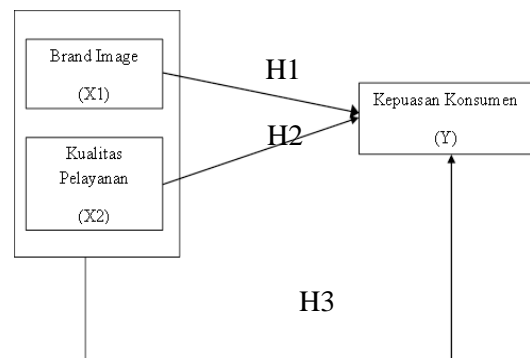 Brand Image
(X1)
H1
Kepuasan Konsumen
(Y)
H2
Kualitas
Pelayanan
(X2)
H3